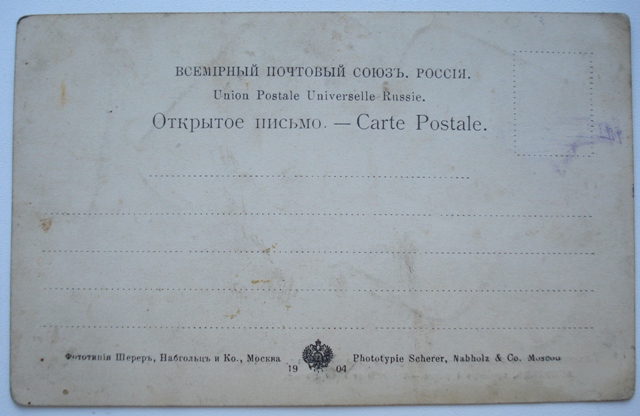 ВСЕМІРНЫЙ ПОЧТОВЫЙ СОЮЗЪ. РОССІЯ.
Union Postale Universelle Russie.
Открытое письмо. — Carte Postale.
Фототипія Шереръ, Набгольцъ и Ко., Москва
Phototypie Scherer, Nabholz & Co. Moscou
19 04